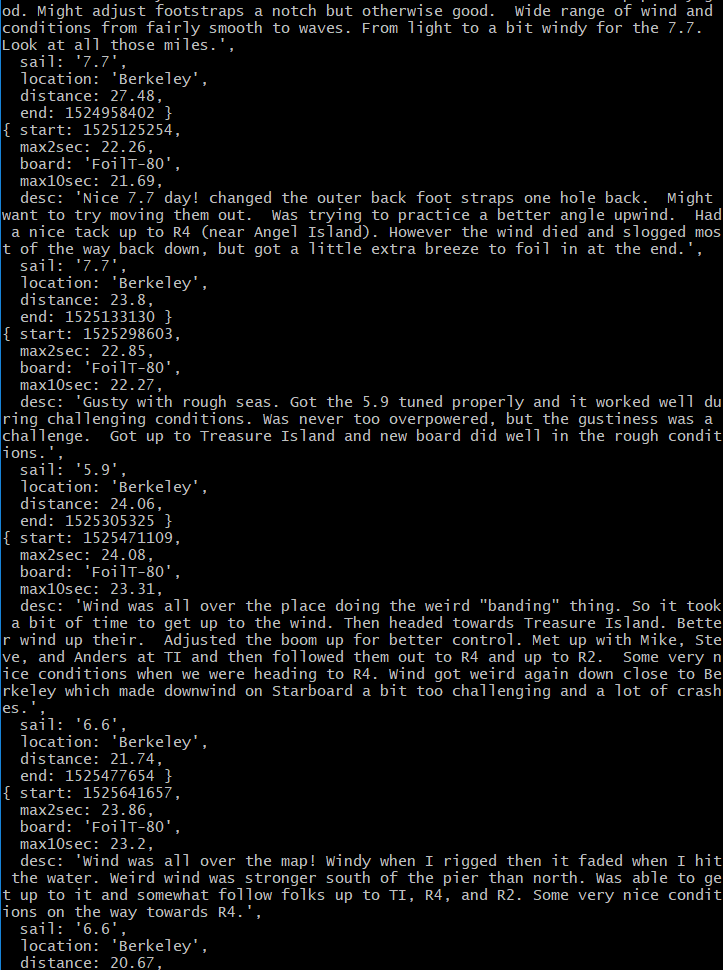 od. Might adjust footstraps a notch but otherwise good.  Wide range of wind and
conditions from fairly smooth to waves. From light to a bit windy for the 7.7.
Look at all those miles.',
  sail: '7.7',
  location: 'Berkeley',
  distance: 27.48,
  end: 1524958402 }
{ start: 1525125254,
  max2sec: 22.26,
  board: 'FoilT-80',
  max10sec: 21.69,
  desc: 'Nice 7.7 day! changed the outer back foot straps one hole back.  Might
want to try moving them out.  Was trying to practice a better angle upwind.  Had
 a nice tack up to R4 (near Angel Island). However the wind died and slogged mos
t of the way back down, but got a little extra breeze to foil in at the end.',
  sail: '7.7',
  location: 'Berkeley',
  distance: 23.8,
  end: 1525133130 }
{ start: 1525298603,
  max2sec: 22.85,
  board: 'FoilT-80',
  max10sec: 22.27,
  desc: 'Gusty with rough seas. Got the 5.9 tuned properly and it worked well du
ring challenging conditions. Was never too overpowered, but the gustiness was a
challenge.  Got up to Treasure Island and new board did well in the rough condit
ions.',
  sail: '5.9',
  location: 'Berkeley',
  distance: 24.06,
  end: 1525305325 }
{ start: 1525471109,
  max2sec: 24.08,
  board: 'FoilT-80',
  max10sec: 23.31,
  desc: 'Wind was all over the place doing the weird "banding" thing. So it took
 a bit of time to get up to the wind. Then headed towards Treasure Island. Bette
r wind up their.  Adjusted the boom up for better control. Met up with Mike, Ste
ve, and Anders at TI and then followed them out to R4 and up to R2.  Some very n
ice conditions when we were heading to R4. Wind got weird again down close to Be
rkeley which made downwind on Starboard a bit too challenging and a lot of crash
es.',
  sail: '6.6',
  location: 'Berkeley',
  distance: 21.74,
  end: 1525477654 }
{ start: 1525641657,
  max2sec: 23.86,
  board: 'FoilT-80',
  max10sec: 23.2,
  desc: 'Wind was all over the map! Windy when I rigged then it faded when I hit
 the water. Weird wind was stronger south of the pier than north. Was able to ge
t up to it and somewhat follow folks up to TI, R4, and R2. Some very nice condit
ions on the way towards R4.',
  sail: '6.6',
  location: 'Berkeley',
  distance: 20.67,